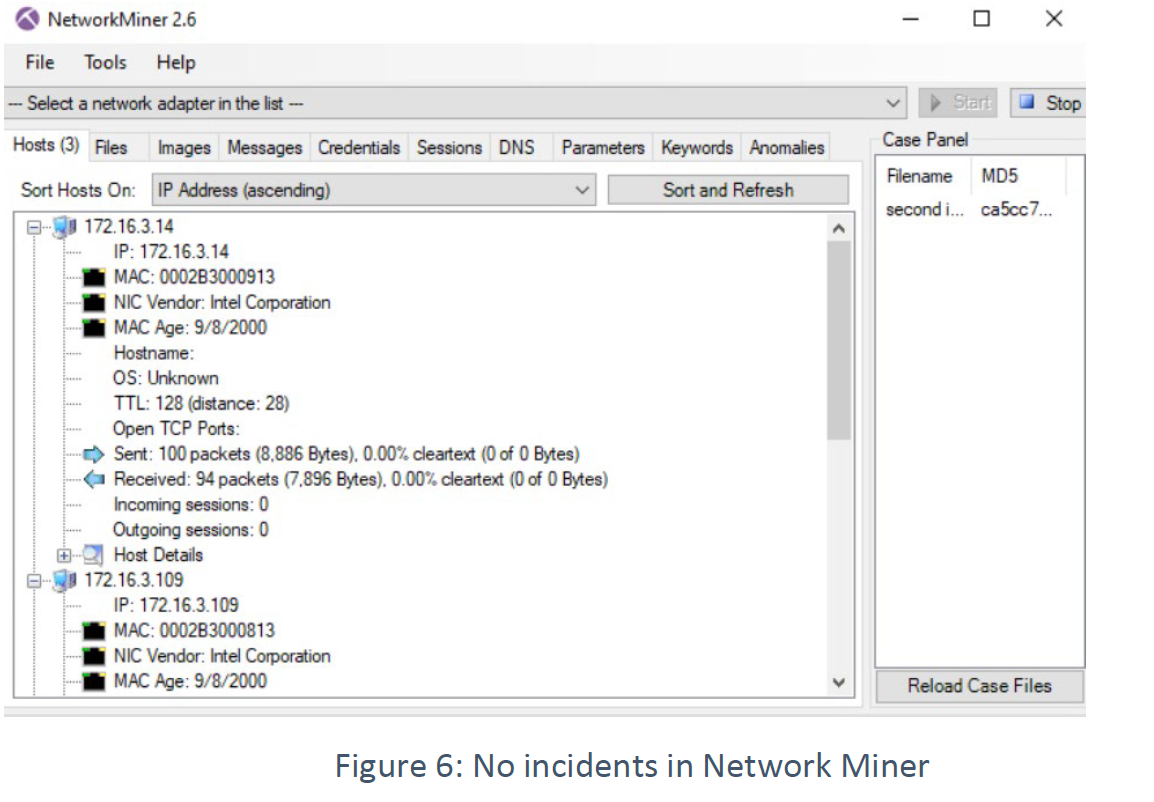 NetworkMiner 2.6
File Tools Help
--- Select a network adapter in the list ---
Start
Stop
Hosts (3) Files Images Messages Credentials Sessions DNS Parameters Keywords Anomalies
Sort Hosts On: IP Address (ascending) Sort and Refresh
172.16.3.14
IP: 172.16.3.14
MAC: 0002B3000913
NIC Vendor: Intel Corporation
MAC Age: 9/8/2000
Hostname:
OS: Unknown
TTL: 128 (distance: 28)
Open TCP Ports:
Sent: 100 packets (8,886 Bytes), 0.00% cleartext (0 of 0 Bytes)
Received: 94 packets (7,896 Bytes), 0.00% cleartext (0 of 0 Bytes)
Incoming sessions: 0
Outgoing sessions: 0
Host Details
172.16.3.109
IP: 172.16.3.109
MAC: 0002B3000813
NIC Vendor: Intel Corporation
MAC Age: 9/8/2000
Case Panel
Filename MD5
second i... ca5cc7...
Reload Case Files
Figure 6: No incidents in Network Miner